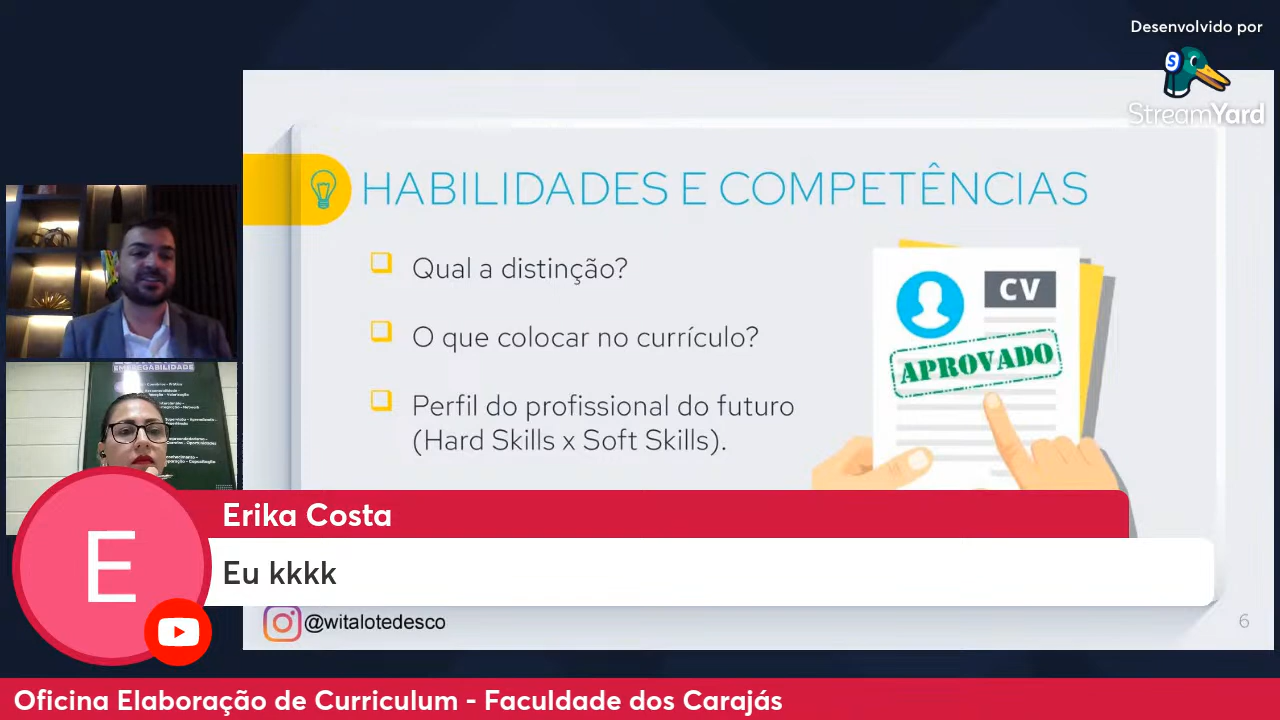 Desenvolvido por
S
StreamYard
HABILIDADES E COMPETÊNCIAS
Qual a distinção?
O que colocar no currículo?
Perfil do profissional do futuro
(Hard Skills x Soft Skills).
CV
APROVADO
EMPREGABILIDADE
E
Erika Costa
Eu kkkk
@witalotedesco
6
Oficina Elaboração de Curriculum - Faculdade dos Carajás